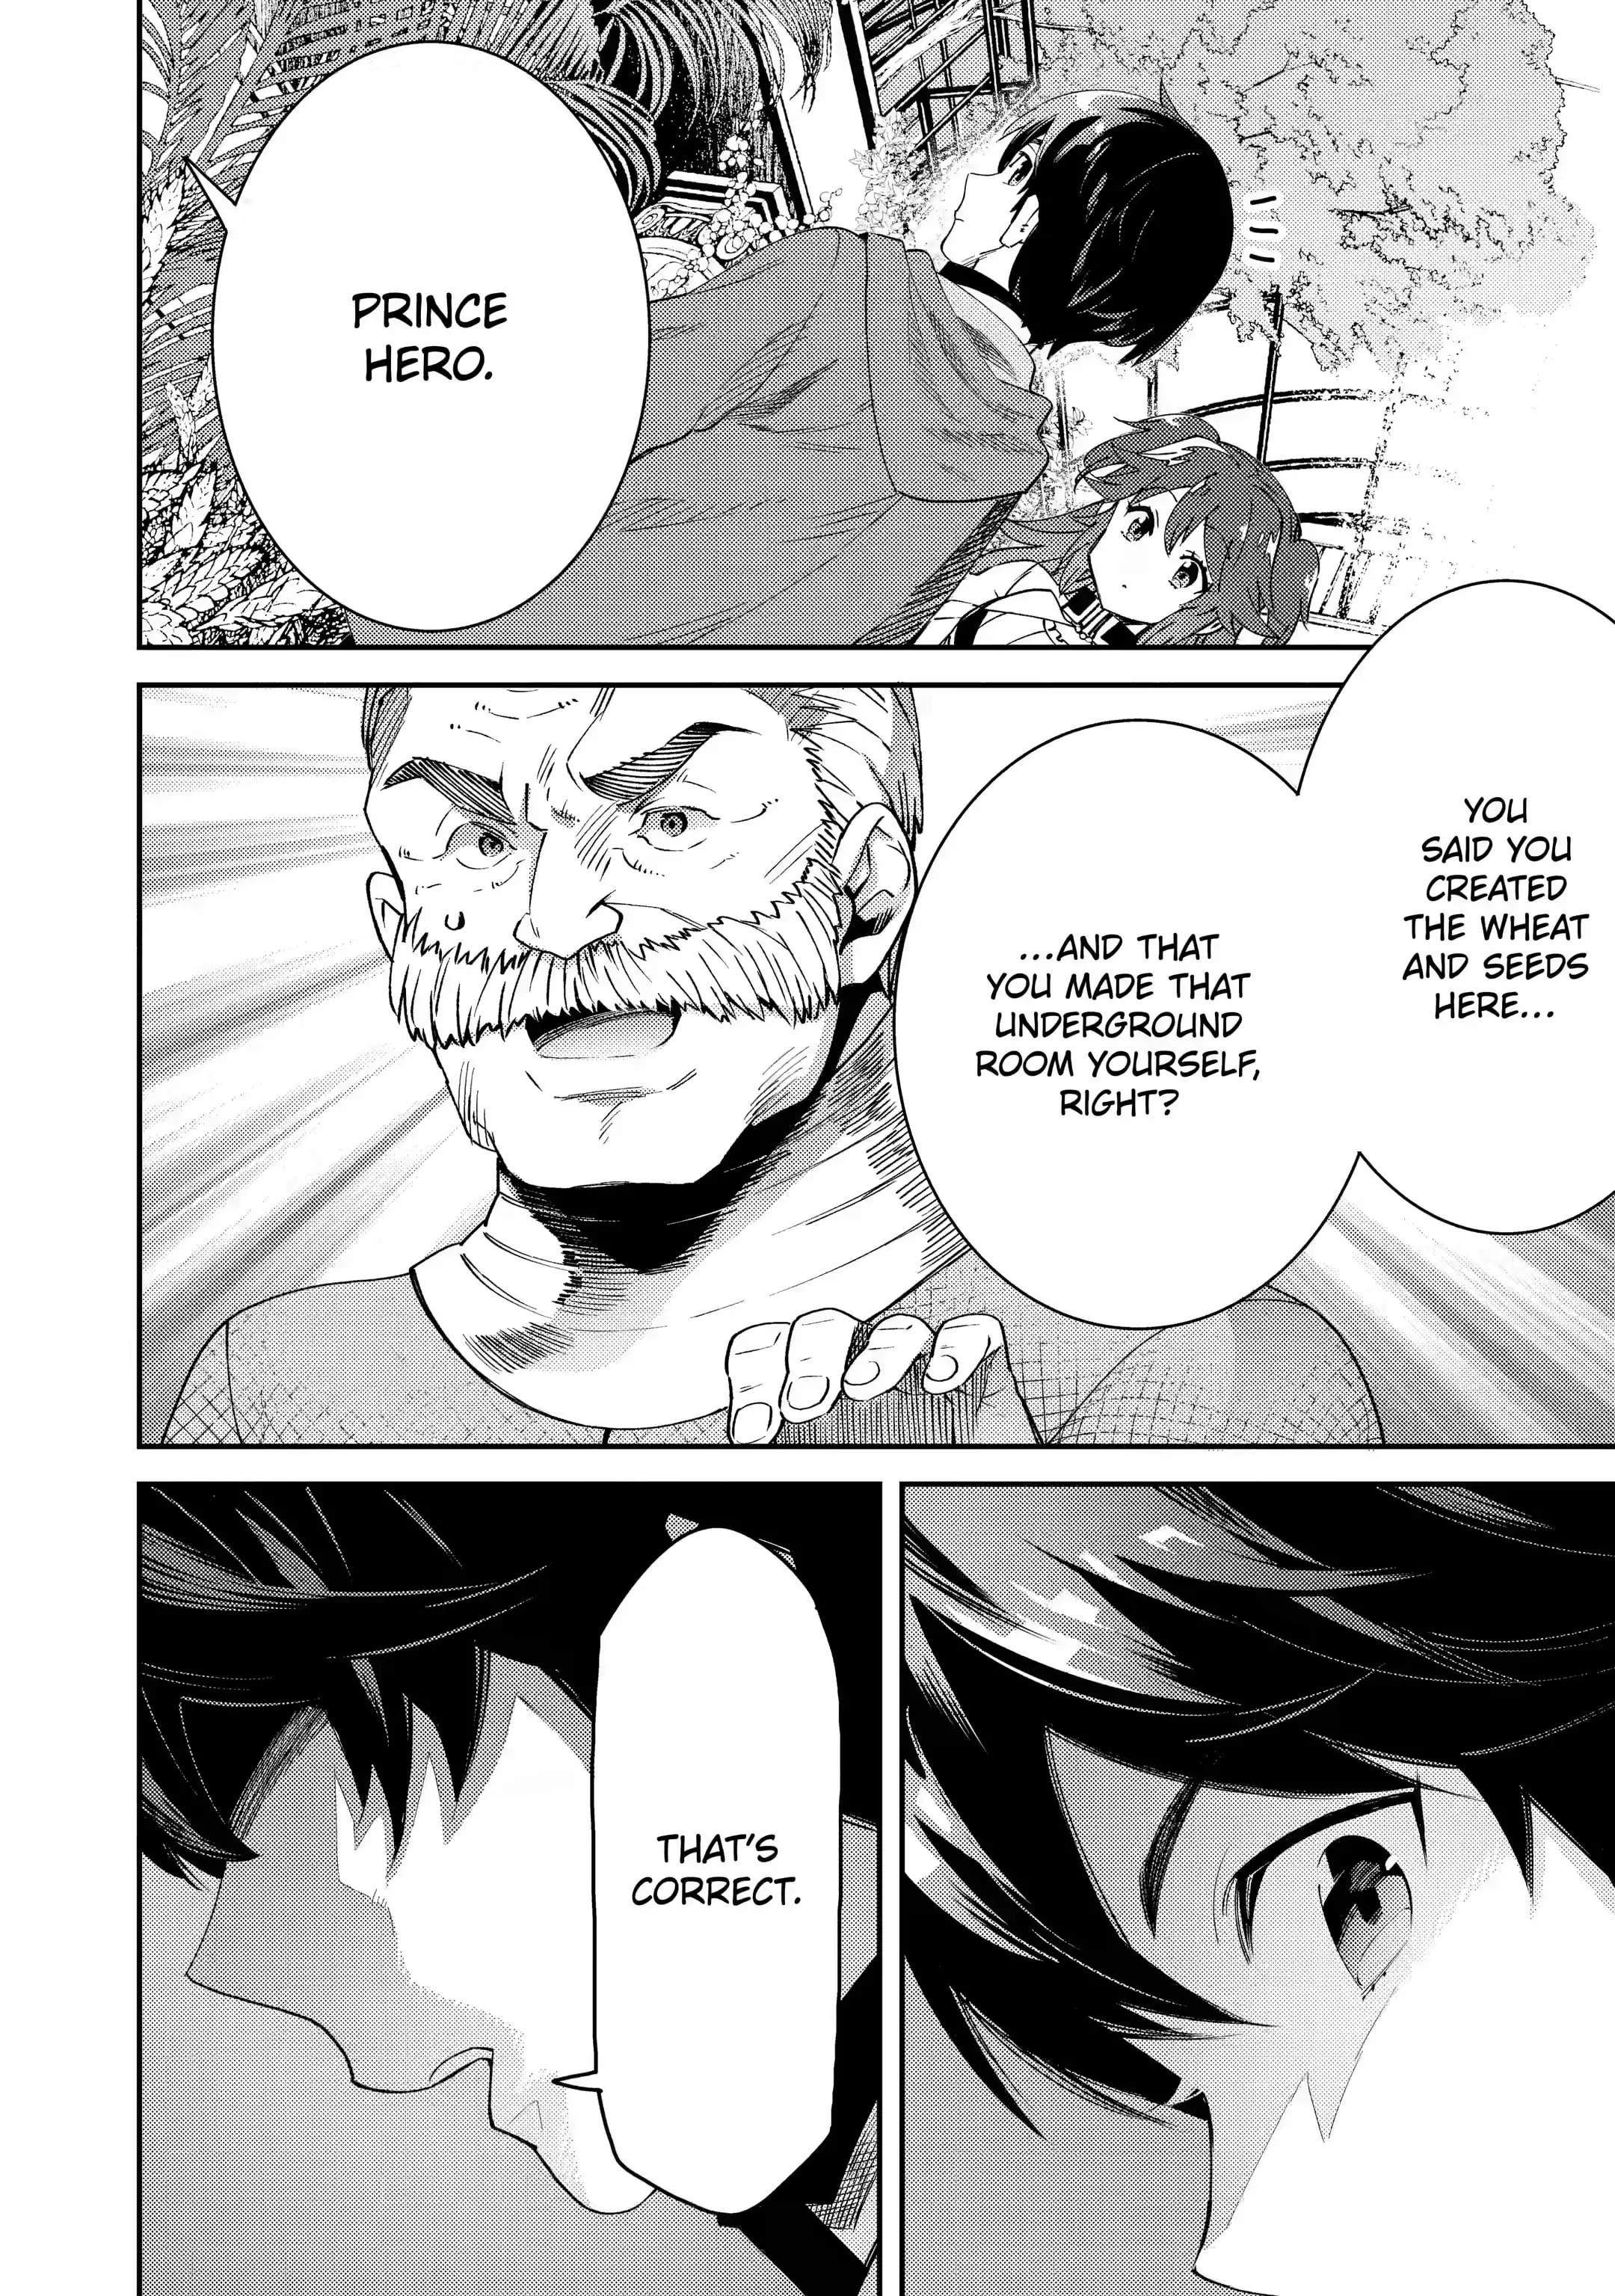 PRINCE
HERO.
YOU
SAID YOU
CREATED
THE WHEAT
AND SEEDS
HERE...
...AND THAT
YOU MADE THAT
UNDERGROUND
ROOM YOURSELF,
RIGHT?
THAT'S
CORRECT.